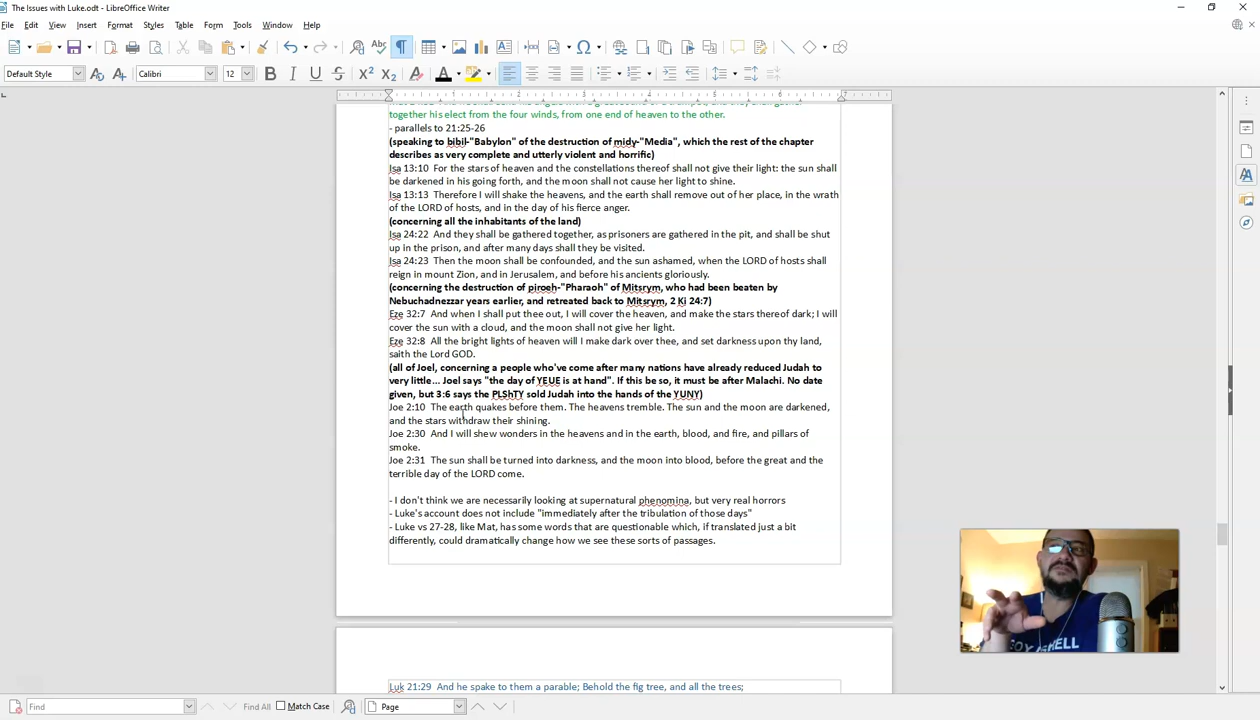 The Issues with Luke.odt - LibreOffice Writer
File Edit View Insert Format Styles Table Form Tools Window Help
Default Style Calibri 12
1 2 3 4 5 6 7
together his elect from the four winds, from one end of heaven to the other.
- parallels to 21:25-26
(speaking to bibil-"Babylon" of the destruction of midy-"Media", which the rest of the chapter
describes as very complete and utterly violent and horrific)
Isa 13:10 For the stars of heaven and the constellations thereof shall not give their light: the sun shall
be darkened in his going forth, and the moon shall not cause her light to shine.
Isa 13:13 Therefore I will shake the heavens, and the earth shall remove out of her place, in the wrath
of the LORD of hosts, and in the day of his fierce anger.
(concerning all the inhabitants of the land)
Isa 24:22 And they shall be gathered together, as prisoners are gathered in the pit, and shall be shut
up in the prison, and after many days shall they be visited.
Isa 24:23 Then the moon shall be confounded, and the sun ashamed, when the LORD of hosts shall
reign in mount Zion, and in Jerusalem, and before his ancients gloriously.
(concerning the destruction of piroeh-"Pharaoh" of Mitsrym, who had been beaten by
Nebuchadnezzar years earlier, and retreated back to Mitsrym, 2 Ki 24:7)
Eze 32:7 And when I shall put thee out, I will cover the heaven, and make the stars thereof dark; I will
cover the sun with a cloud, and the moon shall not give her light.
Eze 32:8 All the bright lights of heaven will I make dark over thee, and set darkness upon thy land,
saith the Lord GOD.
(all of Joel, concerning a people who've come after many nations have already reduced Judah to
very little... Joel says "the day of YEUE is at hand". If this be so, it must be after Malachi. No date
given, but 3:6 says the PLShTY sold Judah into the hands of the YUNY)
Joe 2:10 The earth quakes before them. The heavens tremble. The sun and the moon are darkened,
and the stars withdraw their shining.
Joe 2:30 And I will shew wonders in the heavens and in the earth, blood, and fire, and pillars of
smoke.
Joe 2:31 The sun shall be turned into darkness, and the moon into blood, before the great and the
terrible day of the LORD come.
- I don't think we are necessarily looking at supernatural phenomina, but very real horrors
- Luke's account does not include "immediately after the tribulation of those days"
- Luke vs 27-28, like Mat, has some words that are questionable which, if translated just a bit
differently, could dramatically change how we see these sorts of passages.
Luk 21:29 And he spake to them a parable; Behold the fig tree, and all the trees;
Find Find All Match Case Page